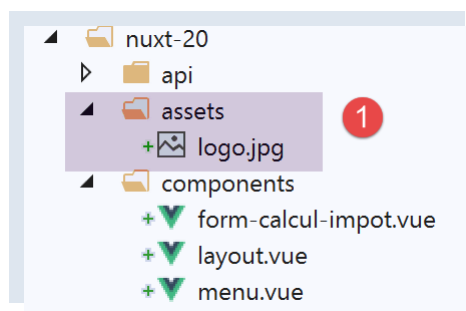 nuxt-20
api
assets
1
logo.jpg
components
form-calcul-impot.vue
layout.vue
menu.vue